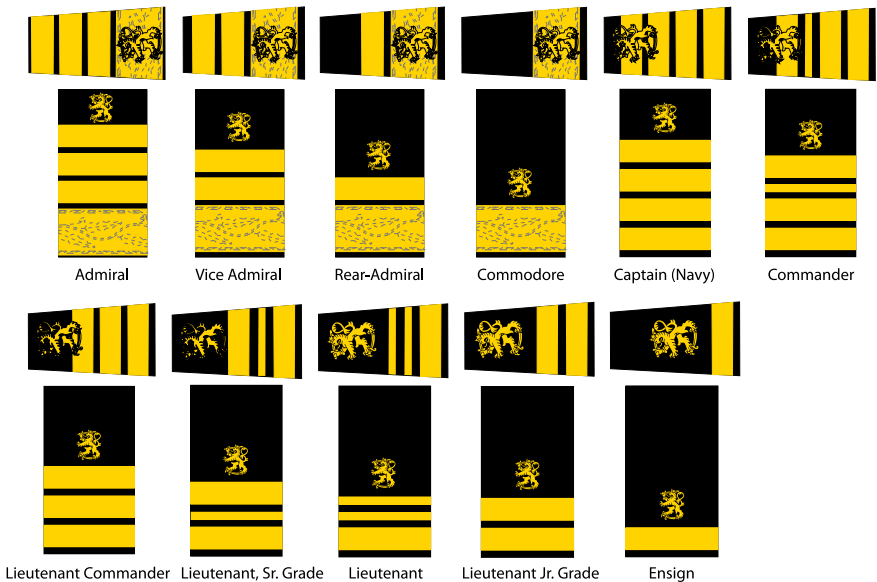 Admiral
Vice Admiral
Rear-Admiral
Commodore
Captain (Navy)
Commander
Lieutenant Commander
Lieutenant, Sr. Grade
Lieutenant
Lieutenant Jr. Grade
Ensign